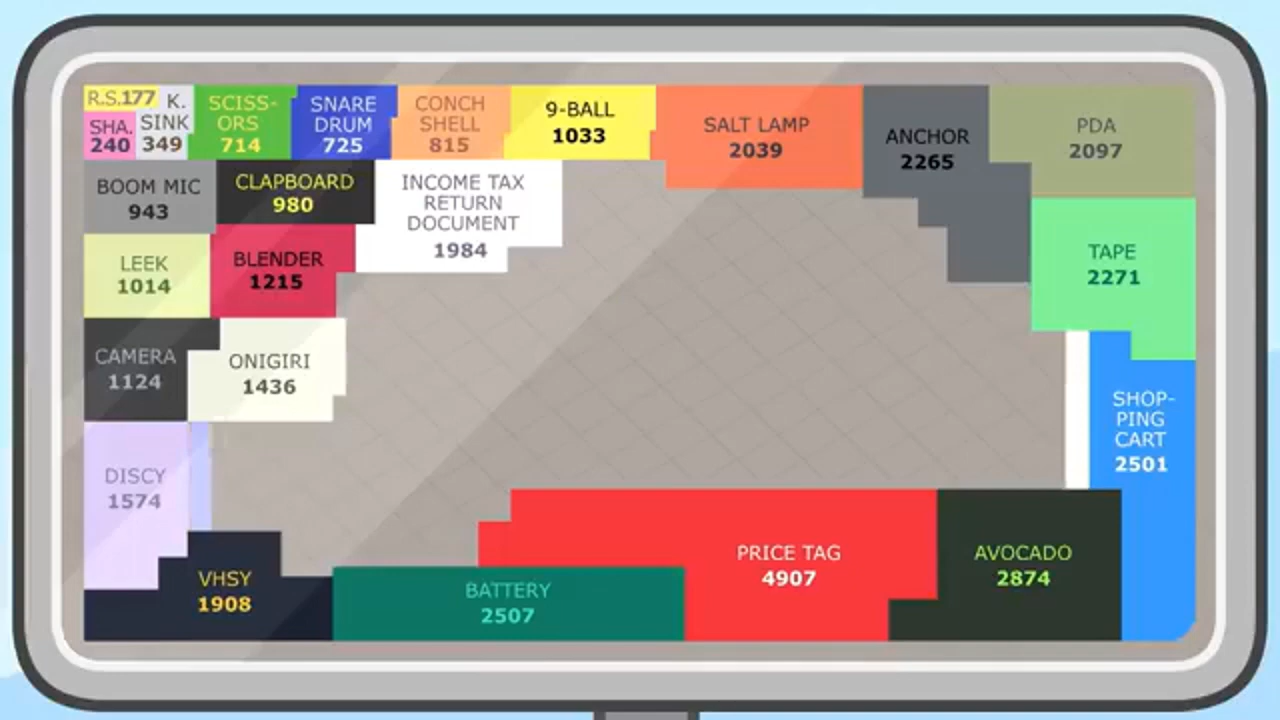 R.S.177
K.
SINK
349
SHA.
240
SCISS-
ORS
714
SNARE
DRUM
725
CONCH
SHELL
815
9-BALL
1033
SALT LAMP
2039
ANCHOR
2265
PDA
2097
BOOM MIC
943
CLAPBOARD
980
INCOME TAX
RETURN
DOCUMENT
1984
LEEK
1014
BLENDER
1215
TAPE
2271
CAMERA
1124
ONIGIRI
1436
SHOP-
PING
CART
2501
DISCY
1574
VHSY
1908
BATTERY
2507
PRICE TAG
4907
AVOCADO
2874